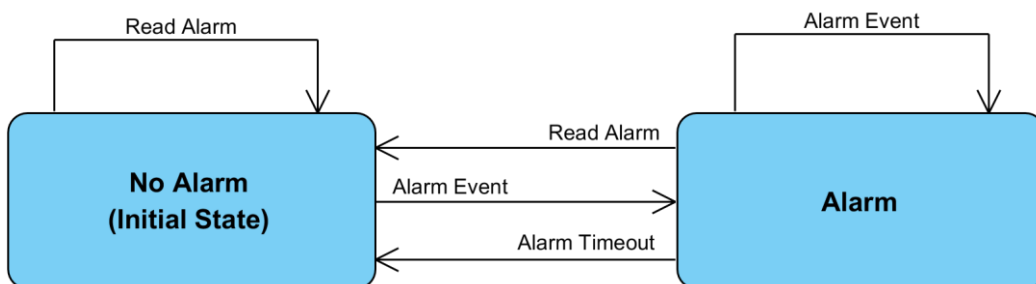 Read Alarm
Alarm Event
Read Alarm
No Alarm
(Initial State)
Alarm Event
Alarm
Alarm Timeout